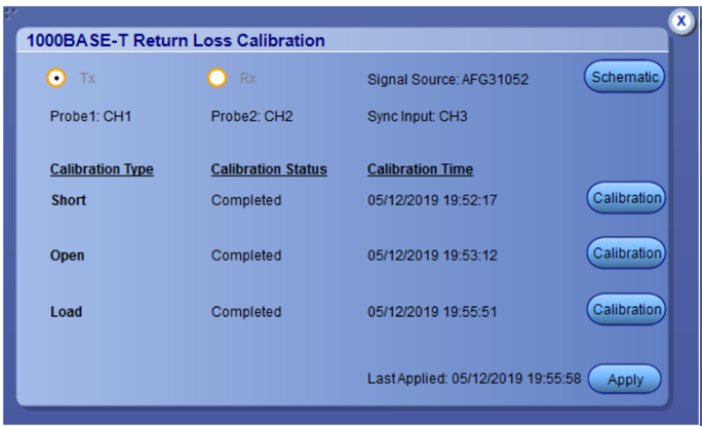 X
1000BASE-T Return Loss Calibration
Tx Rx Signal Source: AFG31052 Schematic
Probe1: CH1 Probe2: CH2 Sync Input: CH3
Calibration Type Calibration Status Calibration Time
Short Completed 05/12/2019 19:52:17 Calibration
Open Completed 05/12/2019 19:53:12 Calibration
Load Completed 05/12/2019 19:55:51 Calibration
Last Applied: 05/12/2019 19:55:58 Apply